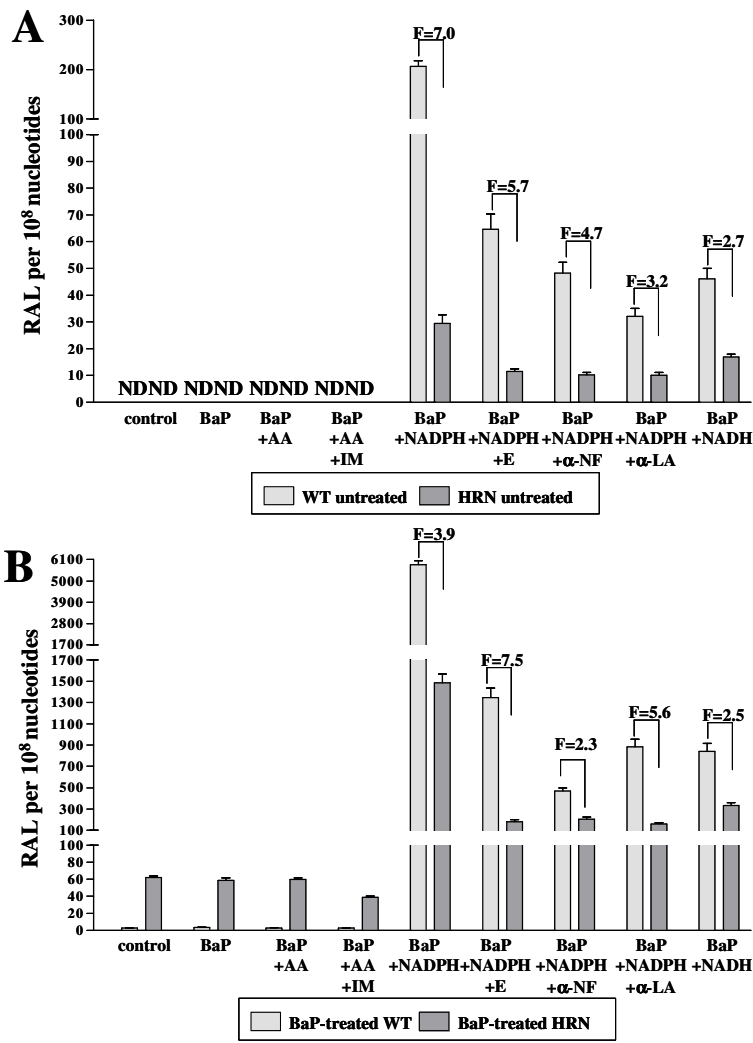 A
300
200
100
100
90
80
70
60
50
40
30
20
10
0
RAL per 10⁸ nucleotides
F=7.0
F=5.7
F=4.7
F=3.2
F=2.7
NDND NDND NDND NDND
control BaP BaP BaP BaP BaP BaP BaP BaP
+AA +AA +NADPH +NADPH +NADPH +NADPH +NADH
+IM +E +α-NF +α-LA
WT untreated HRN untreated
B
6100
5000
3900
2800
1700
1700
1500
1300
1100
900
700
500
300
100
100
80
60
40
20
0
RAL per 10⁸ nucleotides
F=3.9
F=7.5
F=2.3
F=5.6
F=2.5
control BaP BaP BaP BaP BaP BaP BaP BaP
+AA +AA +NADPH +NADPH +NADPH +NADPH +NADH
+IM +E +α-NF +α-LA
BaP-treated WT BaP-treated HRN